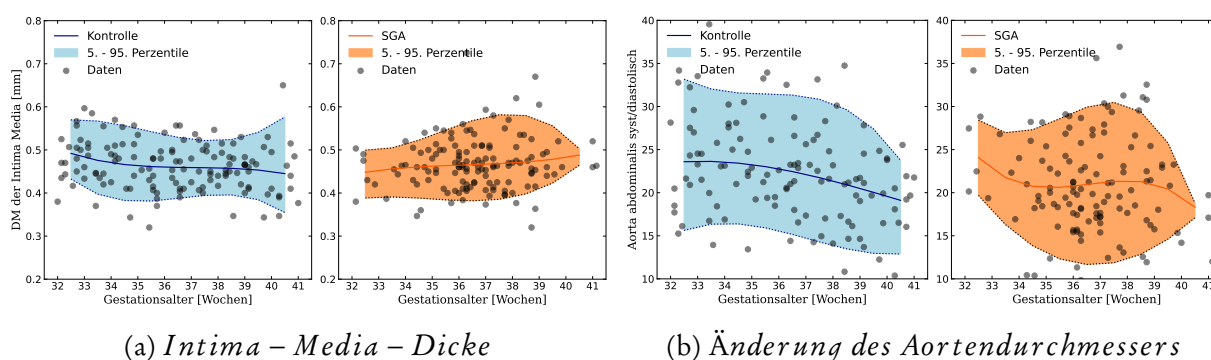 Kontrolle
5. - 95. Perzentile
Daten
0.8
0.7
0.6
0.5
0.4
0.3
0.2
DM der Intima Media [mm]
32 33 34 35 36 37 38 39 40 41
Gestationsalter [Wochen]
SGA
5. - 95. Perzentile
Daten
0.8
0.7
0.6
0.5
0.4
0.3
0.2
32 33 34 35 36 37 38 39 40 41
Gestationsalter [Wochen]
(a) Intima – Media – Dicke
Kontrolle
5. - 95. Perzentile
Daten
40
35
30
25
20
15
10
Aorta abdominalis syst/diastolisch
32 33 34 35 36 37 38 39 40 41
Gestationsalter [Wochen]
SGA
5. - 95. Perzentile
Daten
40
35
30
25
20
15
10
32 33 34 35 36 37 38 39 40 41
Gestationsalter [Wochen]
(b) Änderung des Aortendurchmessers